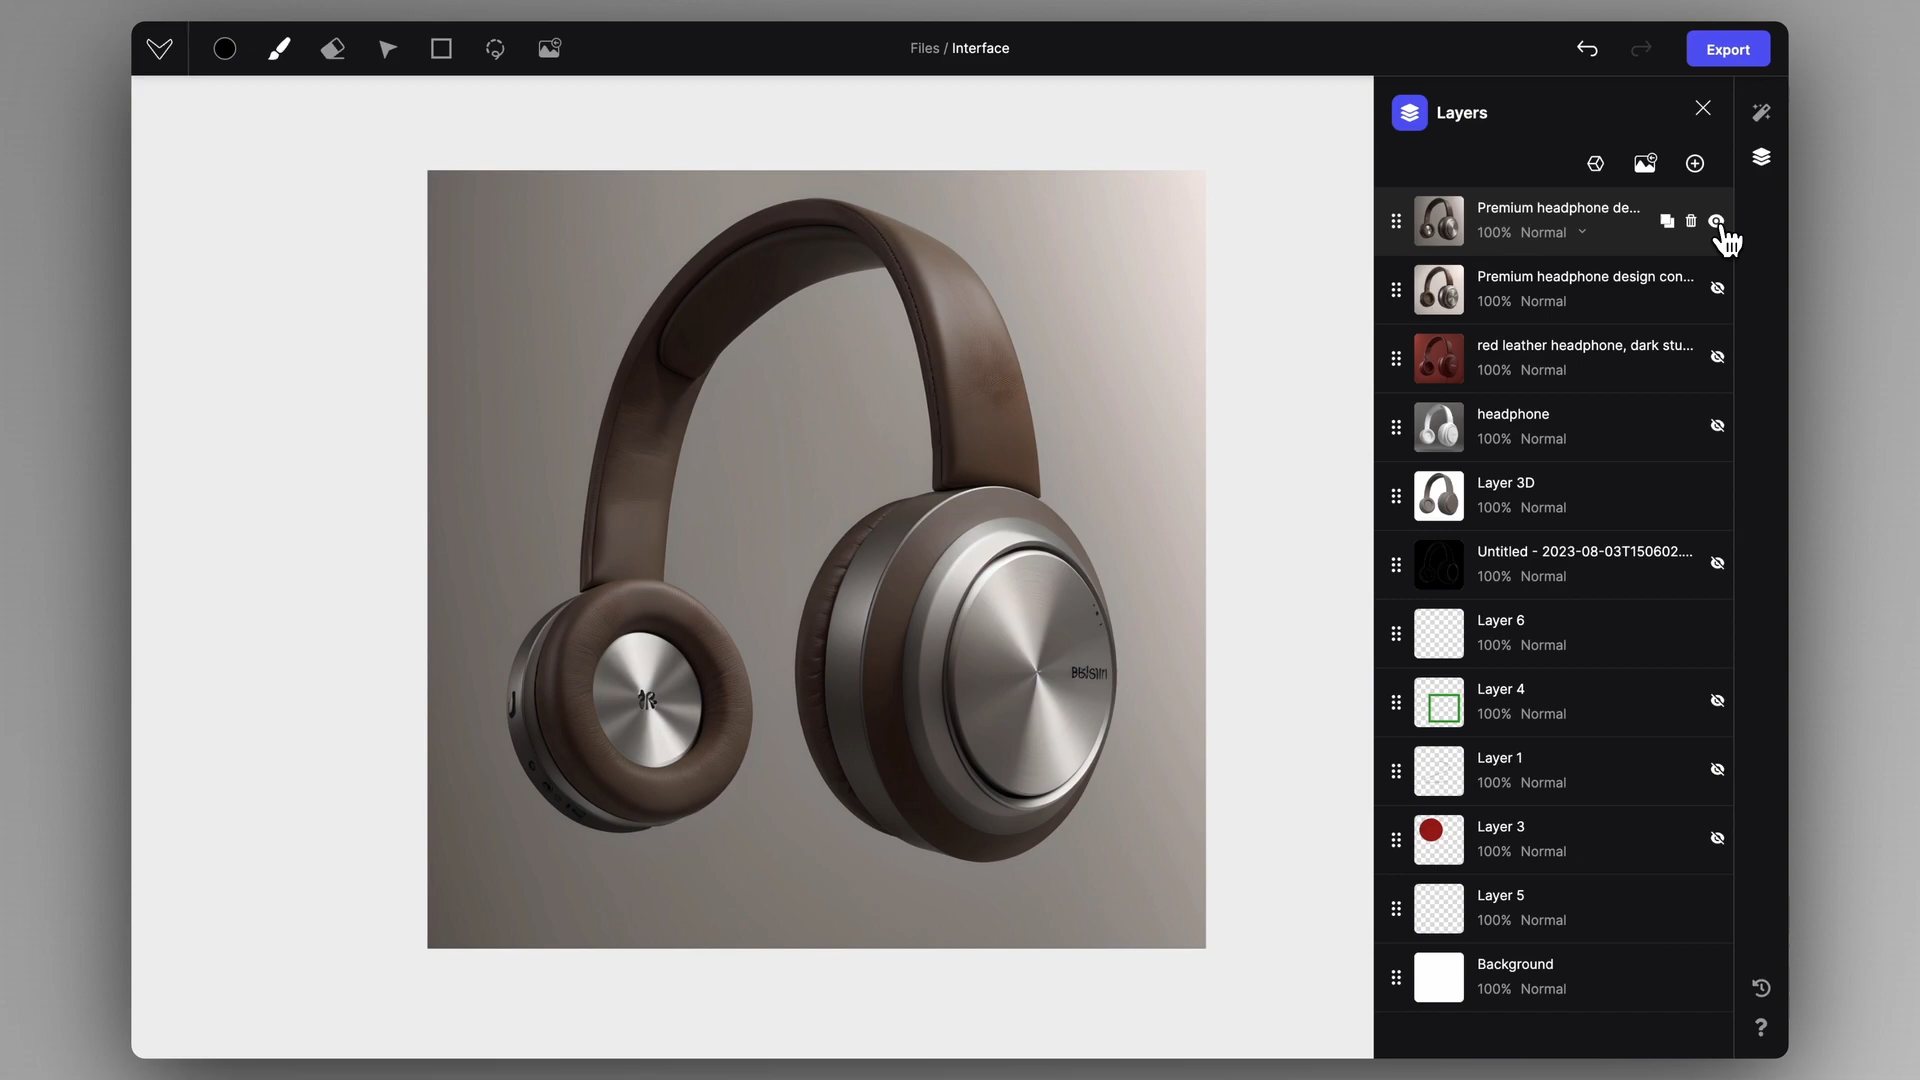 Files / Interface
Export
Layers
Premium headphone de...
100% Normal
Premium headphone design con...
100% Normal
red leather headphone, dark stu...
100% Normal
headphone
100% Normal
Layer 3D
100% Normal
Untitled - 2023-08-03T150602....
100% Normal
Layer 6
100% Normal
Layer 4
100% Normal
Layer 1
100% Normal
Layer 3
100% Normal
Layer 5
100% Normal
Background
100% Normal